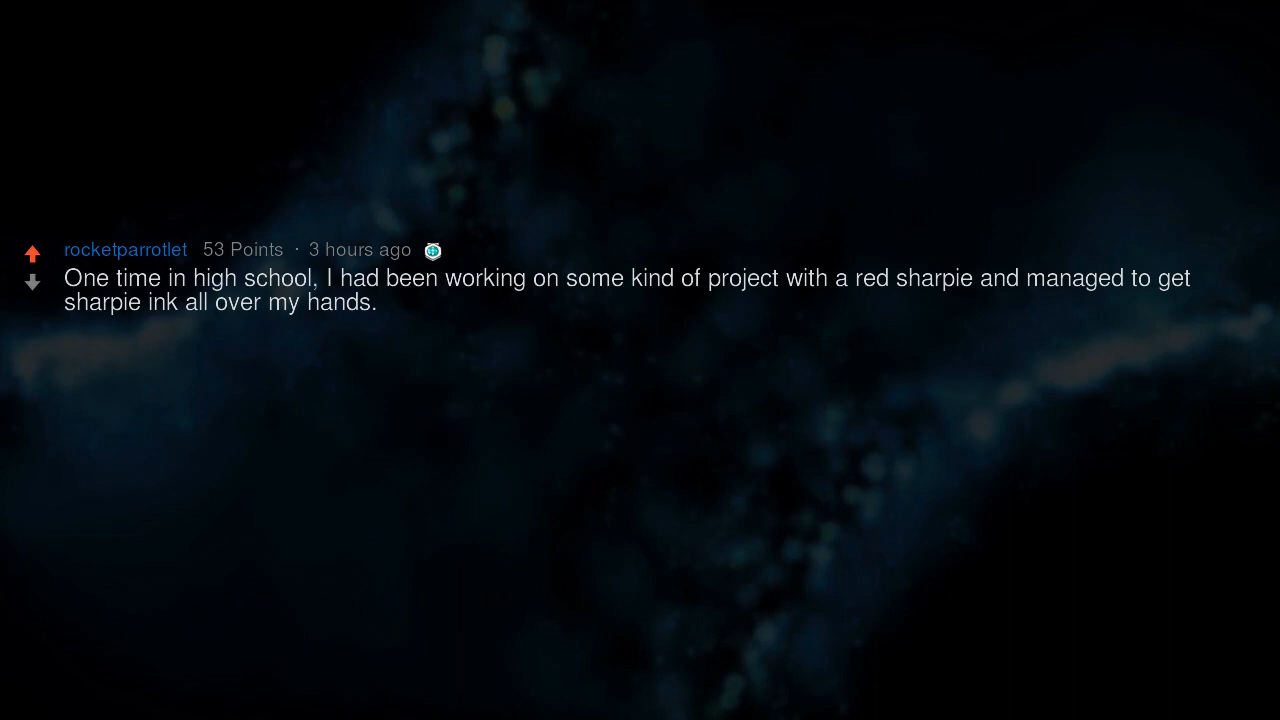 rocketparrotlet 53 Points · 3 hours ago
One time in high school, I had been working on some kind of project with a red sharpie and managed to get
sharpie ink all over my hands.